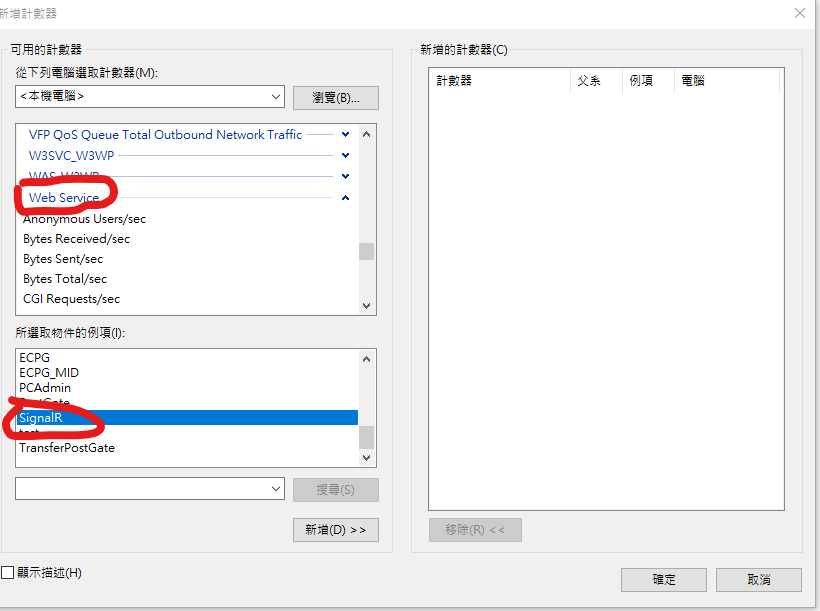 新增計數器
可用的計數器
從下列電腦選取計數器(M):
<本機電腦>
瀏覽(B)...
VFP QoS Queue Total Outbound Network Traffic
W3SVC_W3WP
WAS_W3WP
Web Service
Anonymous Users/sec
Bytes Received/sec
Bytes Sent/sec
Bytes Total/sec
CGI Requests/sec
所選取物件的例項(I):
ECPG
ECPG_MID
PCAdmin
PostGate
SignalR
test
TransferPostGate
搜尋(S)
新增(D) >>
顯示描述(H)
新增的計數器(C)
計數器 父系 例項 電腦
移除(R) <<
確定
取消